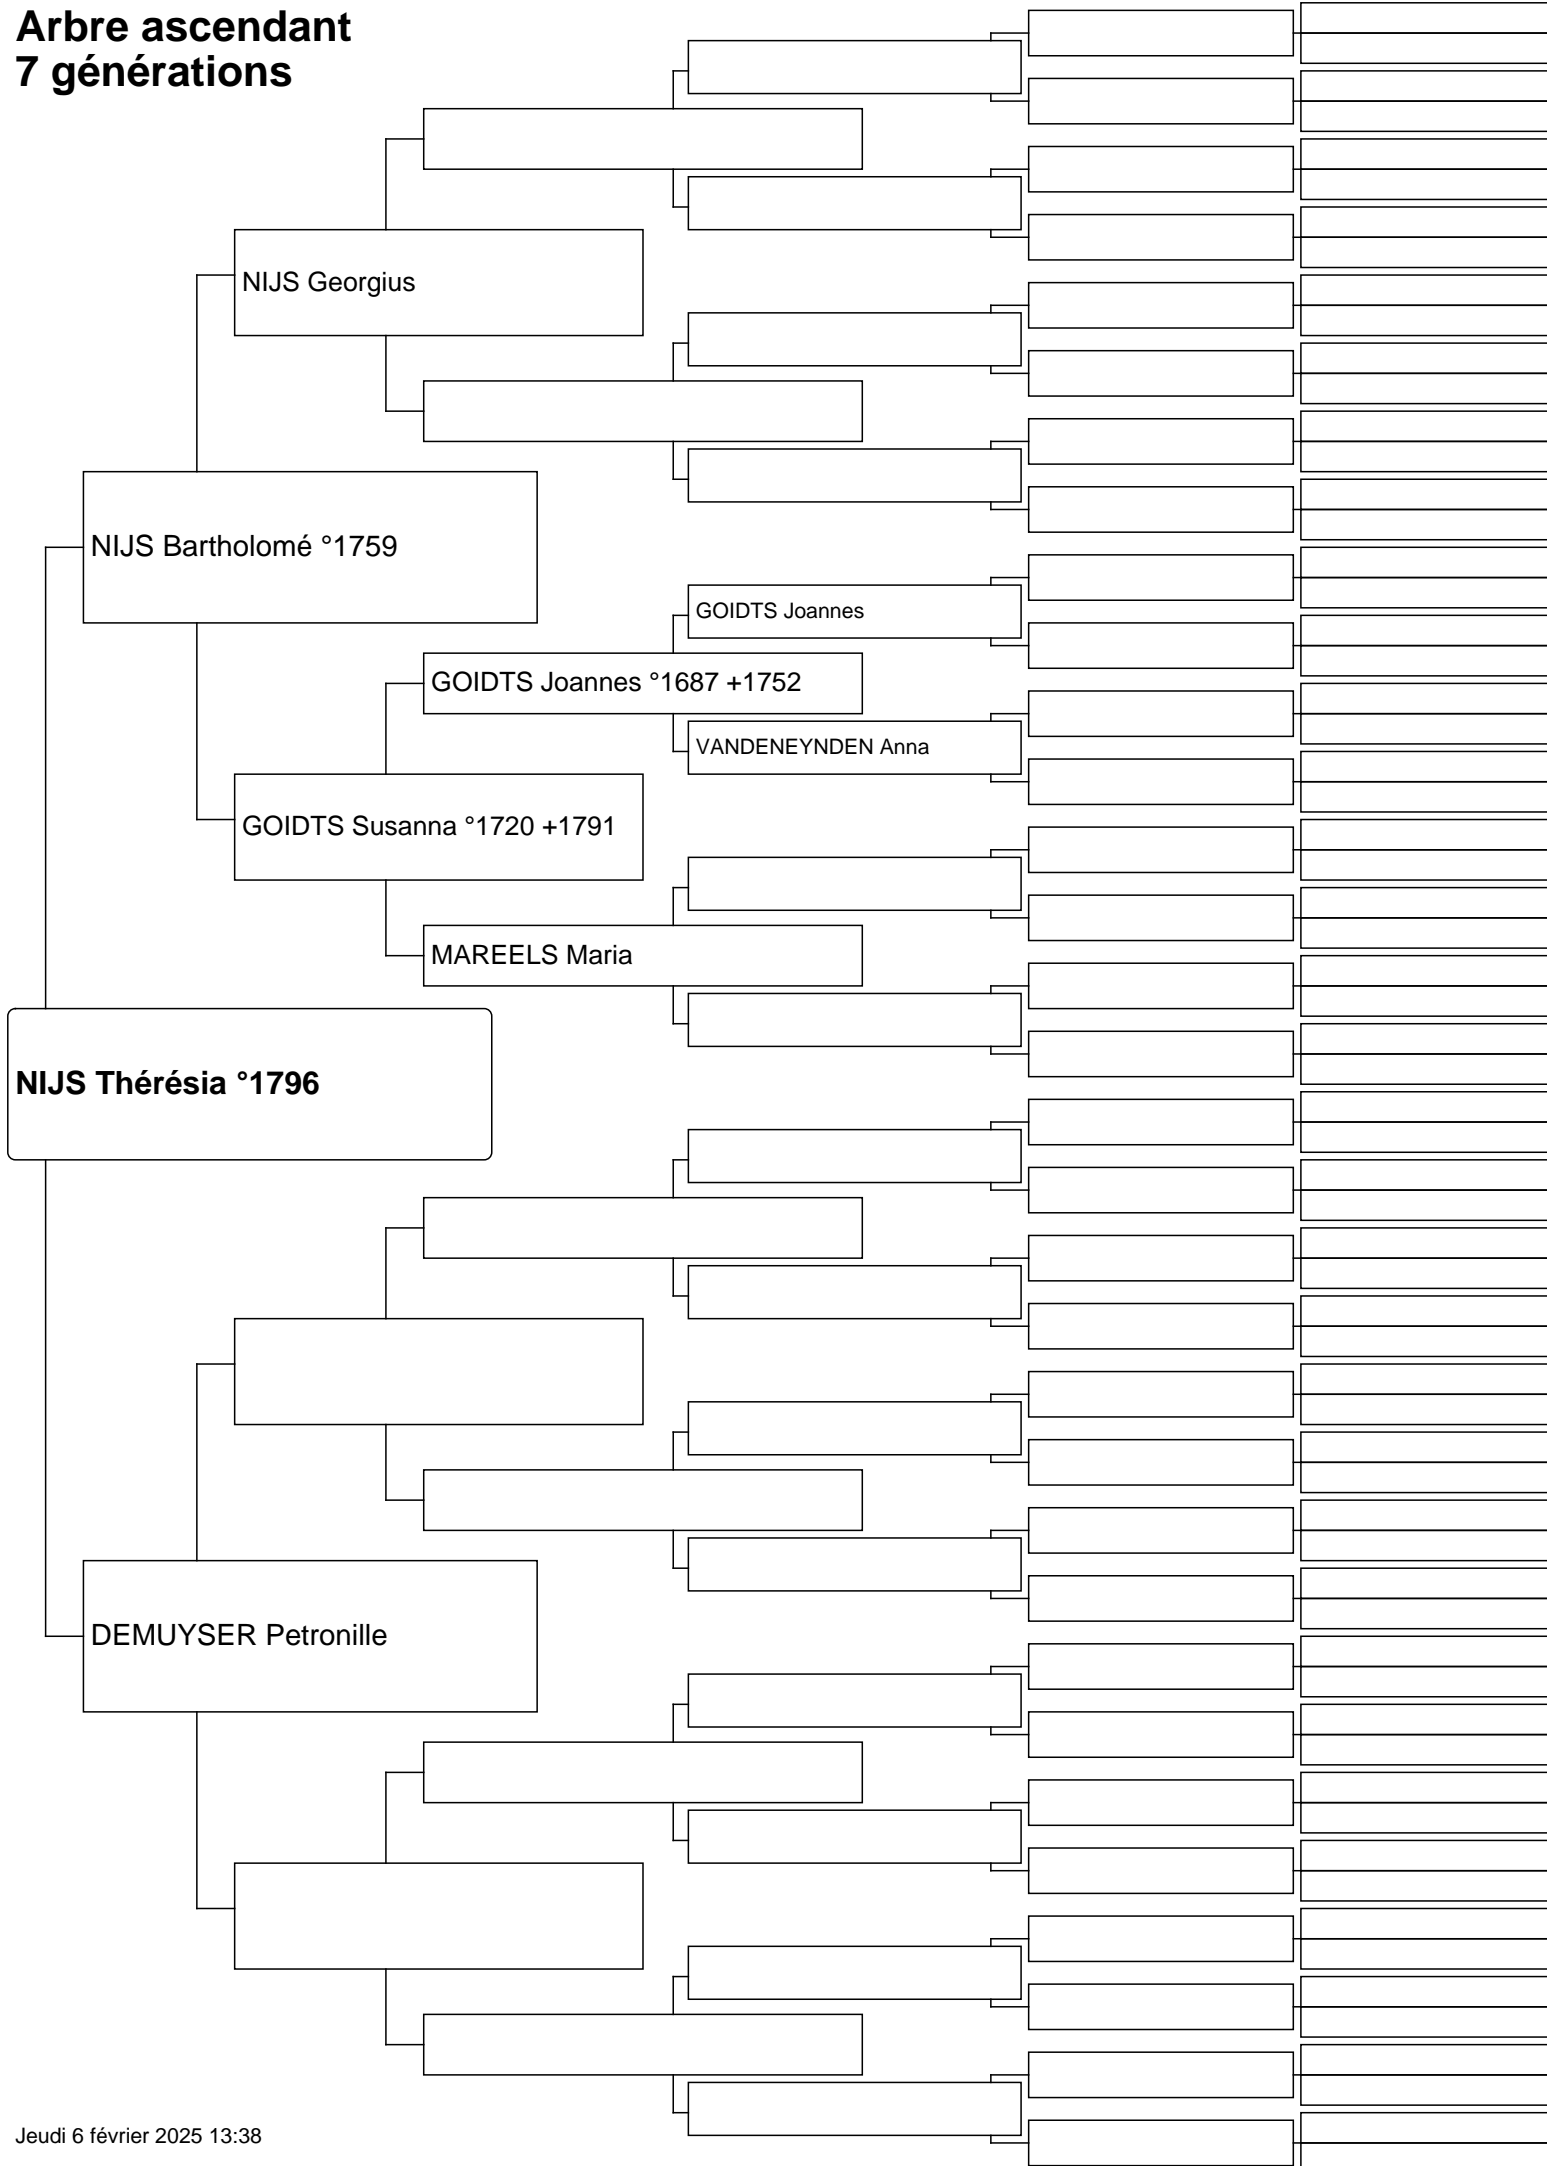 Arbre ascendant
7 générations
NIJS Georgius
NIJS Bartholomé °1759
GOIDTS Joannes
GOIDTS Joannes °1687 +1752
VANDENEYNDEN Anna
GOIDTS Susanna °1720 +1791
MAREELS Maria
NIJS Thérésia °1796
DEMUYSER Petronille
Jeudi 6 février 2025 13:38